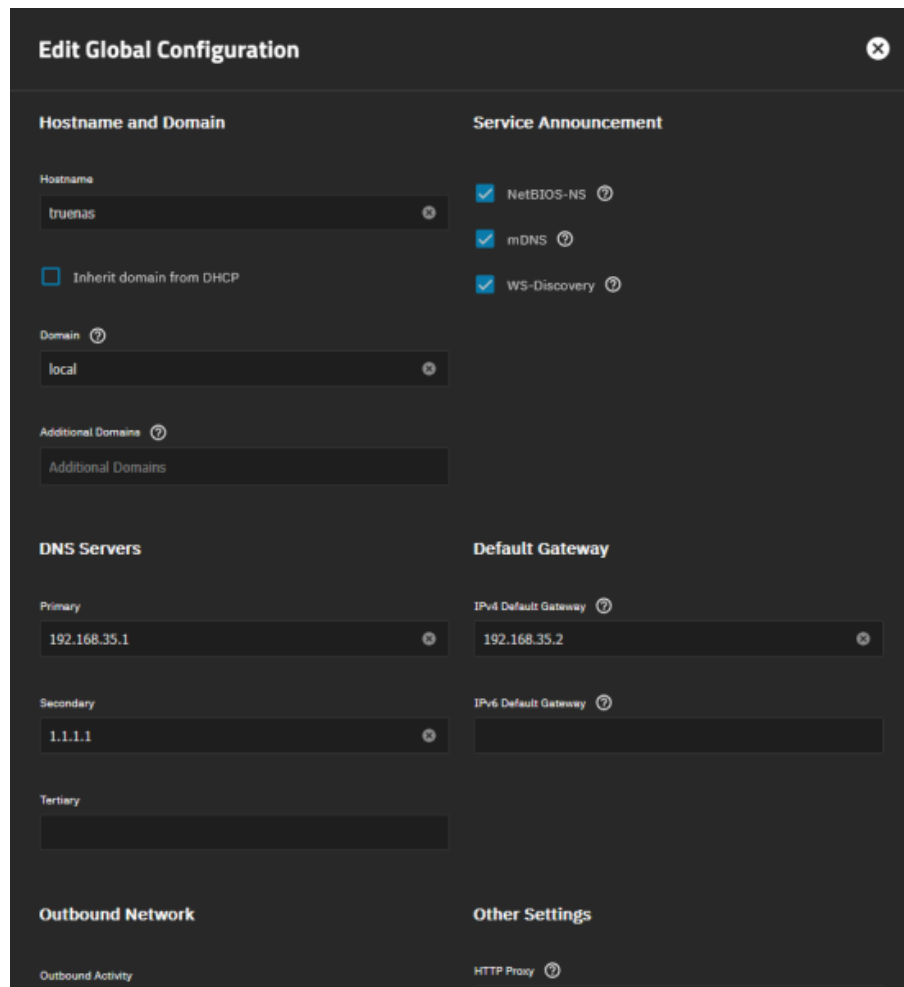 Edit Global Configuration
Hostname and Domain
Hostname
truenas
Inherit domain from DHCP
Domain
local
Additional Domains
Additional Domains
Service Announcement
NetBIOS-NS
mDNS
WS-Discovery
DNS Servers
Primary
192.168.35.1
Secondary
1.1.1.1
Tertiary
Default Gateway
IPv4 Default Gateway
192.168.35.2
IPv6 Default Gateway
Outbound Network
Outbound Activity
Other Settings
HTTP Proxy